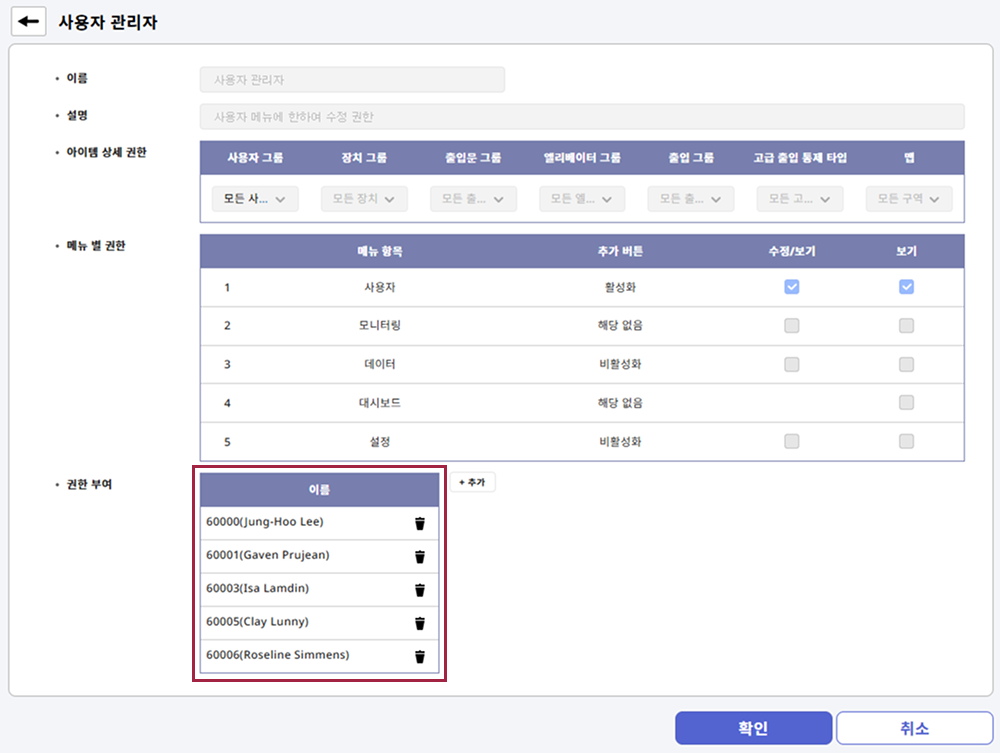 사용자 관리자
이름
사용자 관리자
설명
사용자 메뉴에 한하여 수정 권한
아이템 상세 권한
사용자 그룹 장치 그룹 출입문 그룹 엘리베이터 그룹 출입 그룹 고급 출입 통제 타입 맵
모든 사... 모든 장치 모든 출... 모든 엘... 모든 출... 모든 고... 모든 구역
메뉴 별 권한
메뉴 항목 추가 버튼 수정/보기 보기
1 사용자 활성화
2 모니터링 해당 없음
3 데이터 비활성화
4 대시보드 해당 없음
5 설정 비활성화
권한 부여
이름
+ 추가
60000(Jung-Hoo Lee)
60001(Gaven Prujean)
60003(Isa Lamdin)
60005(Clay Lunny)
60006(Roseline Simmens)
확인 취소